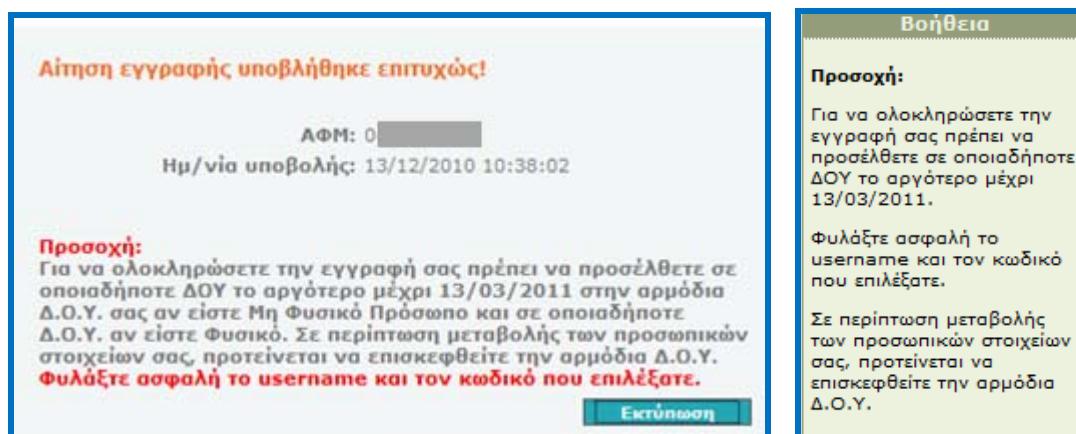 Αίτηση εγγραφής υποβλήθηκε επιτυχώς!
ΑΦΜ: 0
Ημ/νία υποβολής: 13/12/2010 10:38:02
Προσοχή:
Για να ολοκληρώσετε την εγγραφή σας πρέπει να προσέλθετε σε
οποιαδήποτε ΔΟΥ το αργότερο μέχρι 13/03/2011 στην αρμόδια
Δ.Ο.Υ. σας αν είστε Μη Φυσικό Πρόσωπο και σε οποιαδήποτε
Δ.Ο.Υ. αν είστε Φυσικό. Σε περίπτωση μεταβολής των προσωπικών
στοιχείων σας, προτείνεται να επισκεφθείτε την αρμόδια Δ.Ο.Υ.
Φυλάξτε ασφαλή το username και τον κωδικό που επιλέξατε.
Εκτύπωση
Βοήθεια
Προσοχή:
Για να ολοκληρώσετε την
εγγραφή σας πρέπει να
προσέλθετε σε οποιαδήποτε
ΔΟΥ το αργότερο μέχρι
13/03/2011.
Φυλάξτε ασφαλή το
username και τον κωδικό
που επιλέξατε.
Σε περίπτωση μεταβολής
των προσωπικών στοιχείων
σας, προτείνεται να
επισκεφθείτε την αρμόδια
Δ.Ο.Υ.